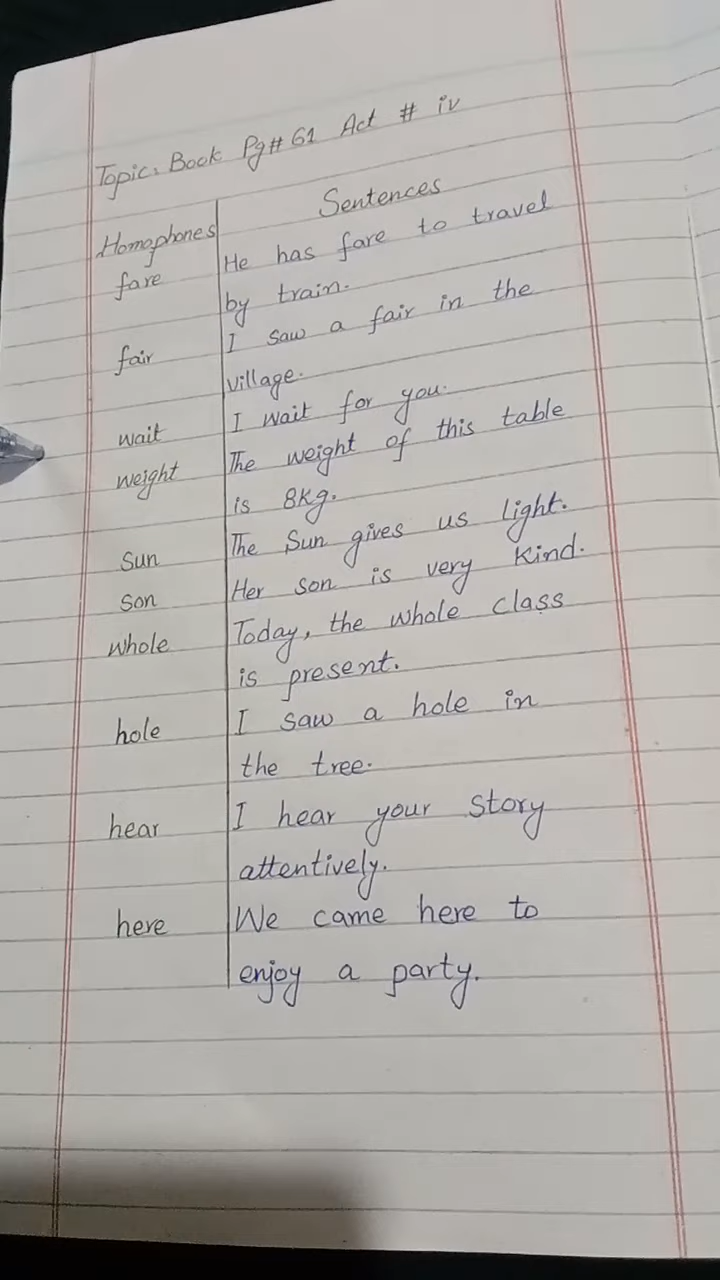 Topic: Book Pg# 61 Act # iv
Homophones Sentences
fare He has fare to travel
by train.
fair I saw a fair in the
village.
wait I wait for you.
weight The weight of this table
is 8kg.
Sun The Sun gives us light.
son Her son is very kind.
whole Today, the whole class
is present.
hole I saw a hole in
the tree.
hear I hear your story
attentively.
here We came here to
enjoy a party.